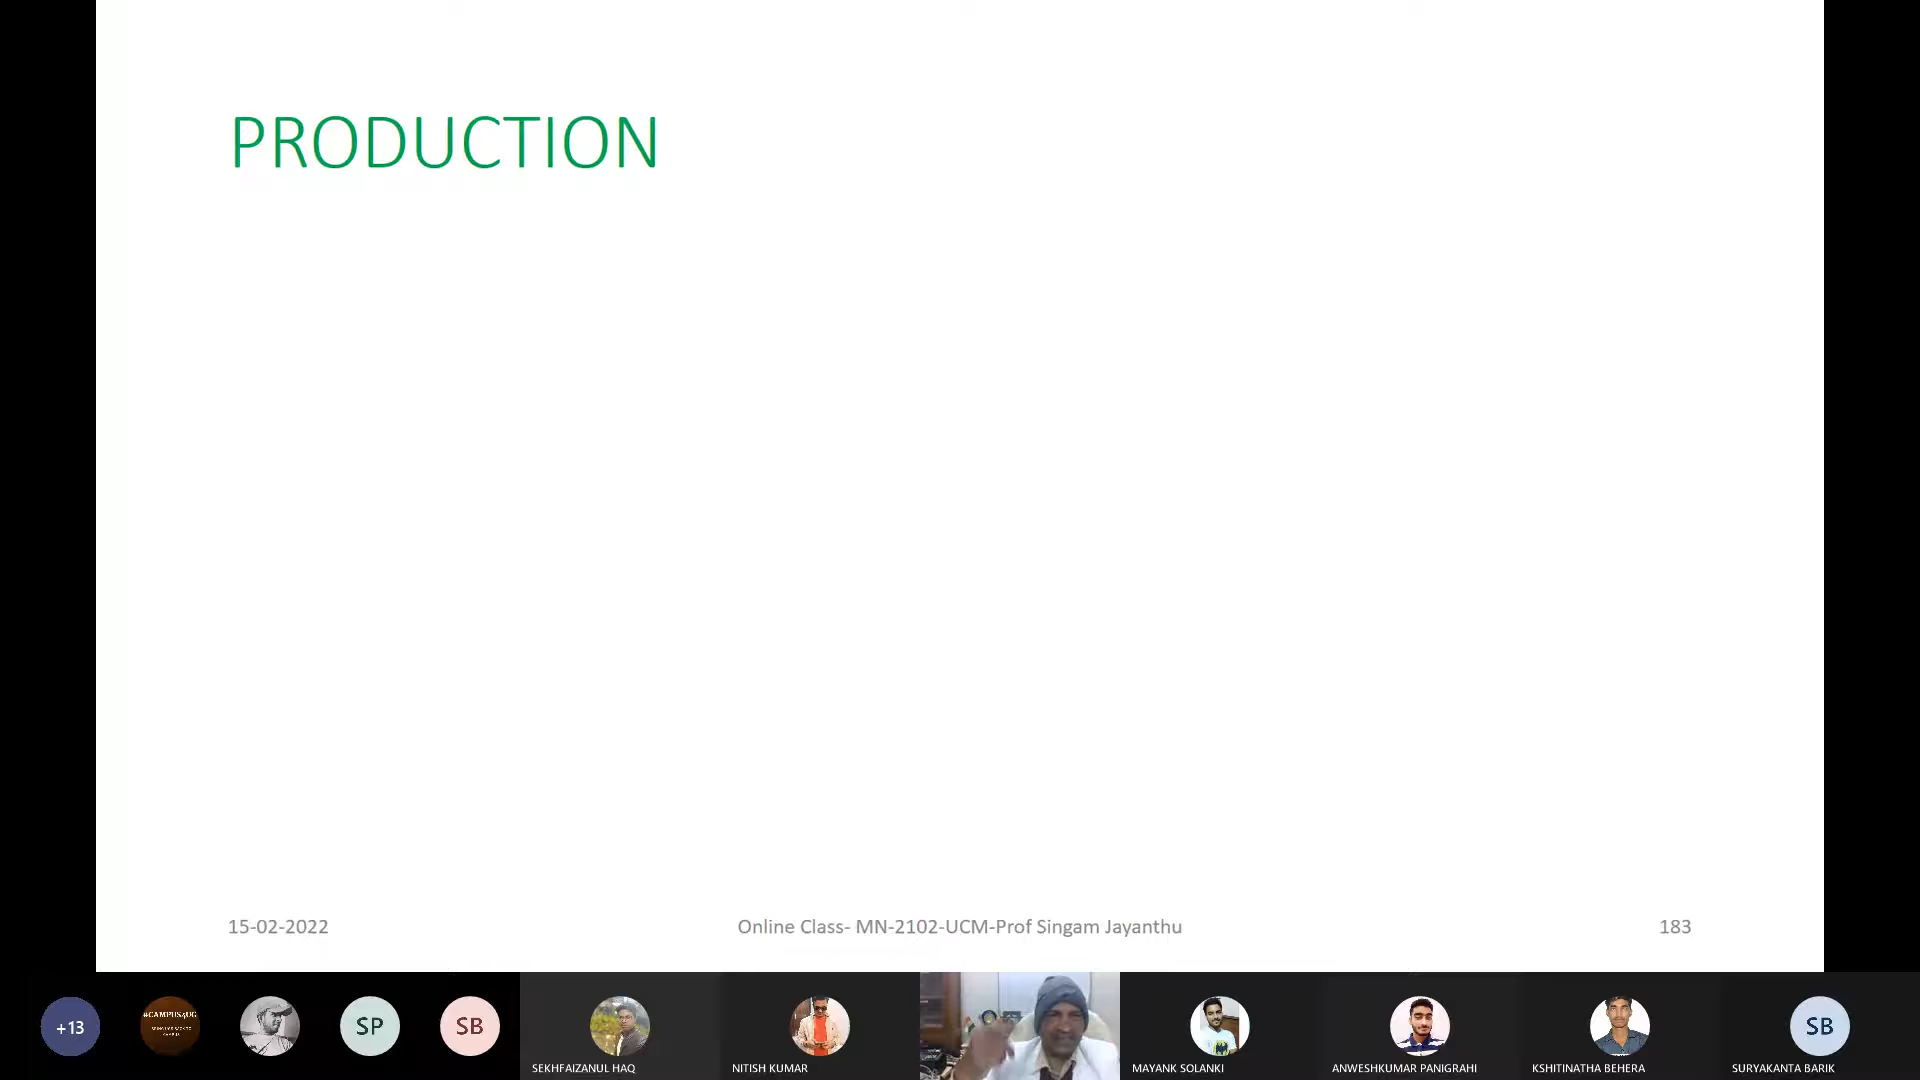 PRODUCTION
15-02-2022
Online Class- MN-2102-UCM-Prof Singam Jayanthu
183
+13
#CAMPUS4UG
SP
SB
SEKHFAIZANUL HAQ
NITISH KUMAR
MAYANK SOLANKI
ANWESHKUMAR PANIGRAHI
KSHITINATHA BEHERA
SB
SURYAKANTA BARIK